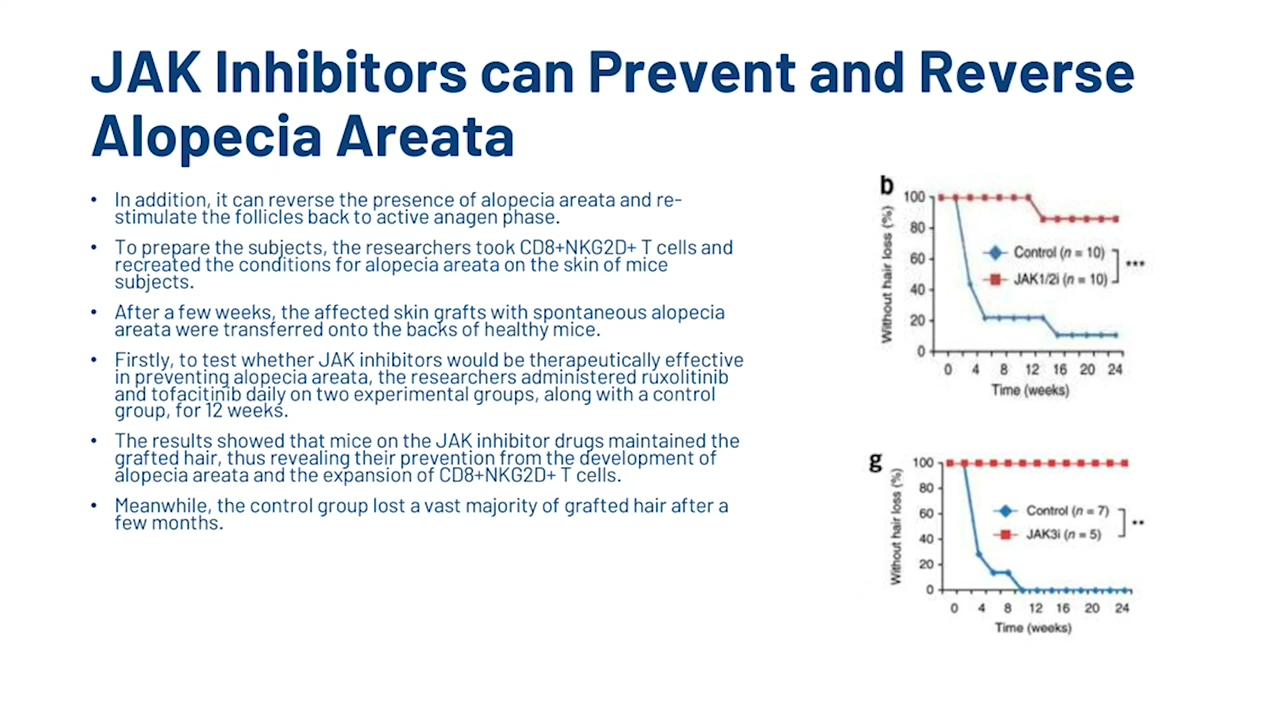 JAK Inhibitors can Prevent and Reverse
Alopecia Areata
• In addition, it can reverse the presence of alopecia areata and re-
stimulate the follicles back to active anagen phase.
• To prepare the subjects, the researchers took CD8+NKG2D+ T cells and
recreated the conditions for alopecia areata on the skin of mice
subjects.
• After a few weeks, the affected skin grafts with spontaneous alopecia
areata were transferred onto the backs of healthy mice.
• Firstly, to test whether JAK inhibitors would be therapeutically effective
in preventing alopecia areata, the researchers administered ruxolitinib
and tofacitinib daily on two experimental groups, along with a control
group, for 12 weeks.
• The results showed that mice on the JAK inhibitor drugs maintained the
grafted hair, thus revealing their prevention from the development of
alopecia areata and the expansion of CD8+NKG2D+ T cells.
• Meanwhile, the control group lost a vast majority of grafted hair after a
few months.
b
Without hair loss (%)
100
80
60
40
20
0
Control (n = 10)
JAK1/2i (n = 10)
***
0 4 8 12 16 20 24
Time (weeks)
g
Without hair loss (%)
100
80
60
40
20
0
Control (n = 7)
JAK3i (n = 5)
**
0 4 8 12 16 20 24
Time (weeks)